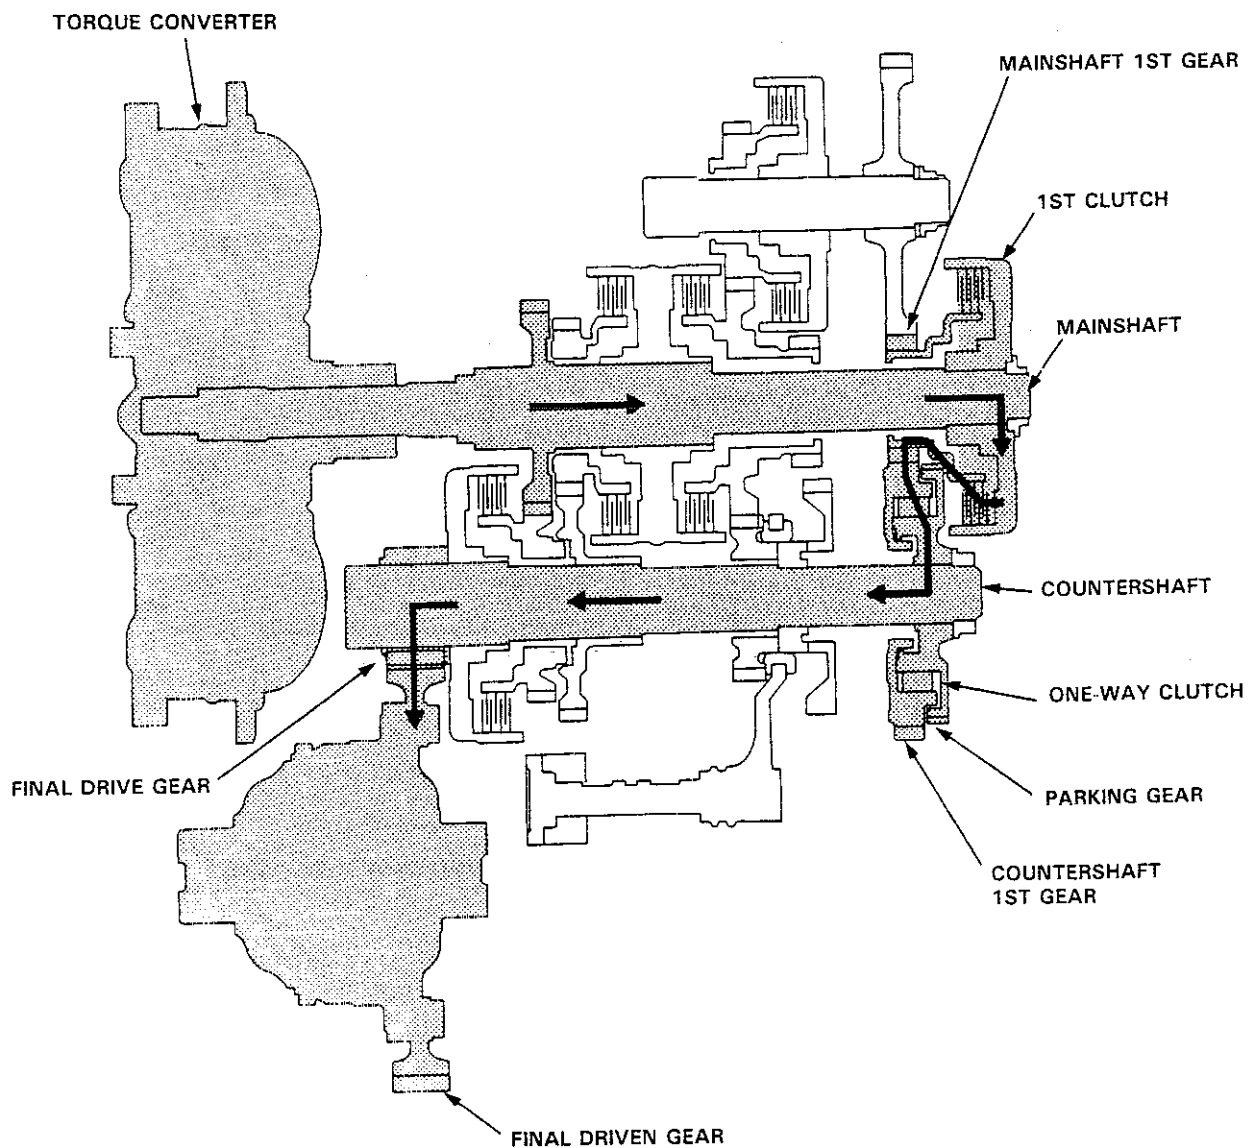 TORQUE CONVERTER
MAINSHAFT 1ST GEAR
1ST CLUTCH
MAINSHAFT
COUNTERSHAFT
ONE-WAY CLUTCH
FINAL DRIVE GEAR
PARKING GEAR
COUNTERSHAFT
1ST GEAR
FINAL DRIVEN GEAR